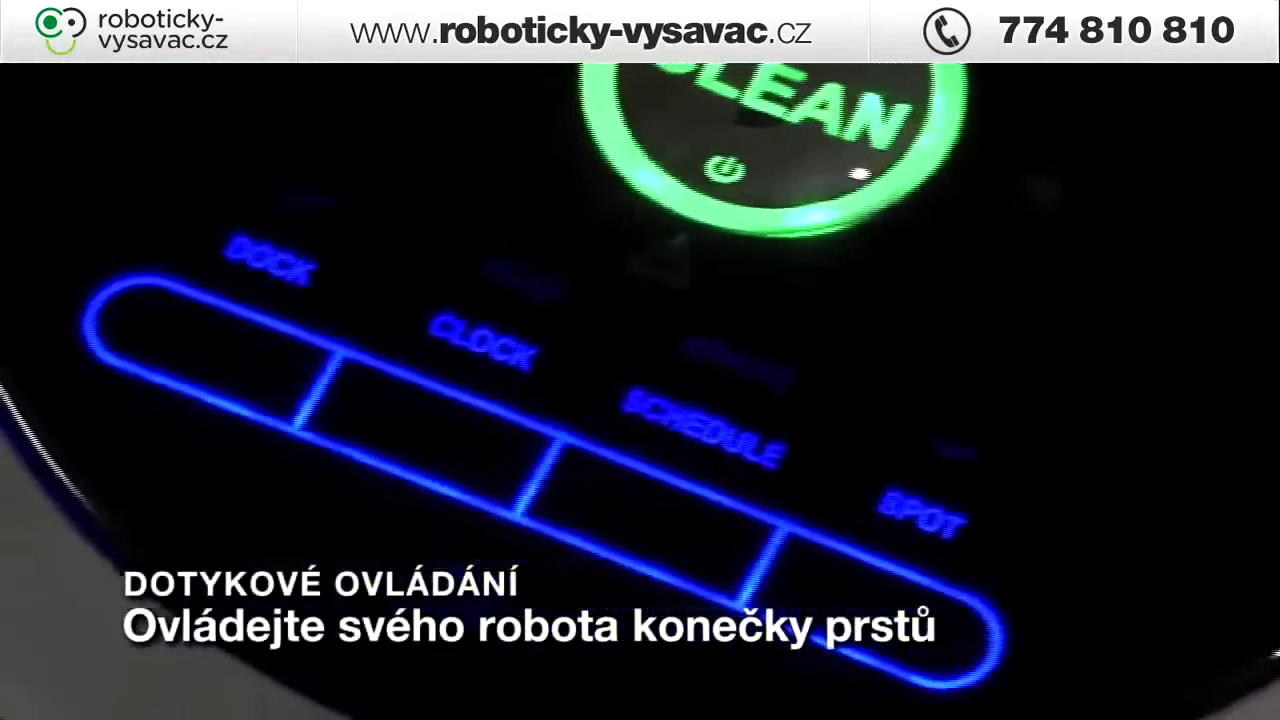 roboticky-
vysavac.cz
www.roboticky-vysavac.cz
774 810 810
CLEAN
DOCK
CLOCK
SCHEDULE
SPOT
DOTYKOVÉ OVLÁDÁNÍ
Ovládejte svého robota konečky prstů